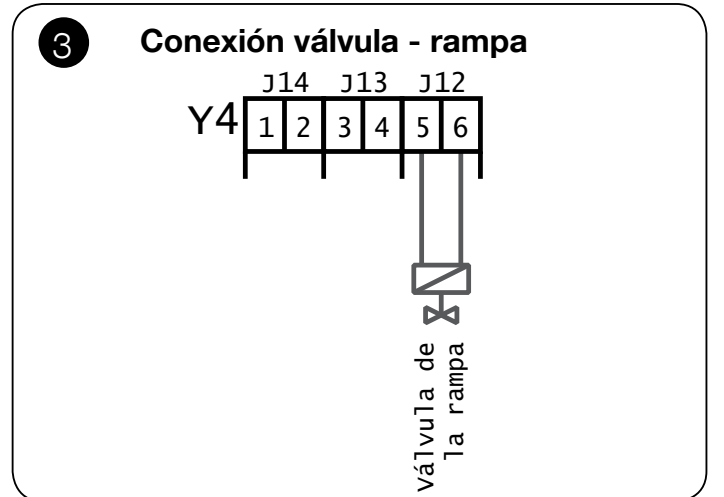 3 Conexión válvula - rampa
J14 J13 J12
Y4 1 2 3 4 5 6
válvula de
la rampa